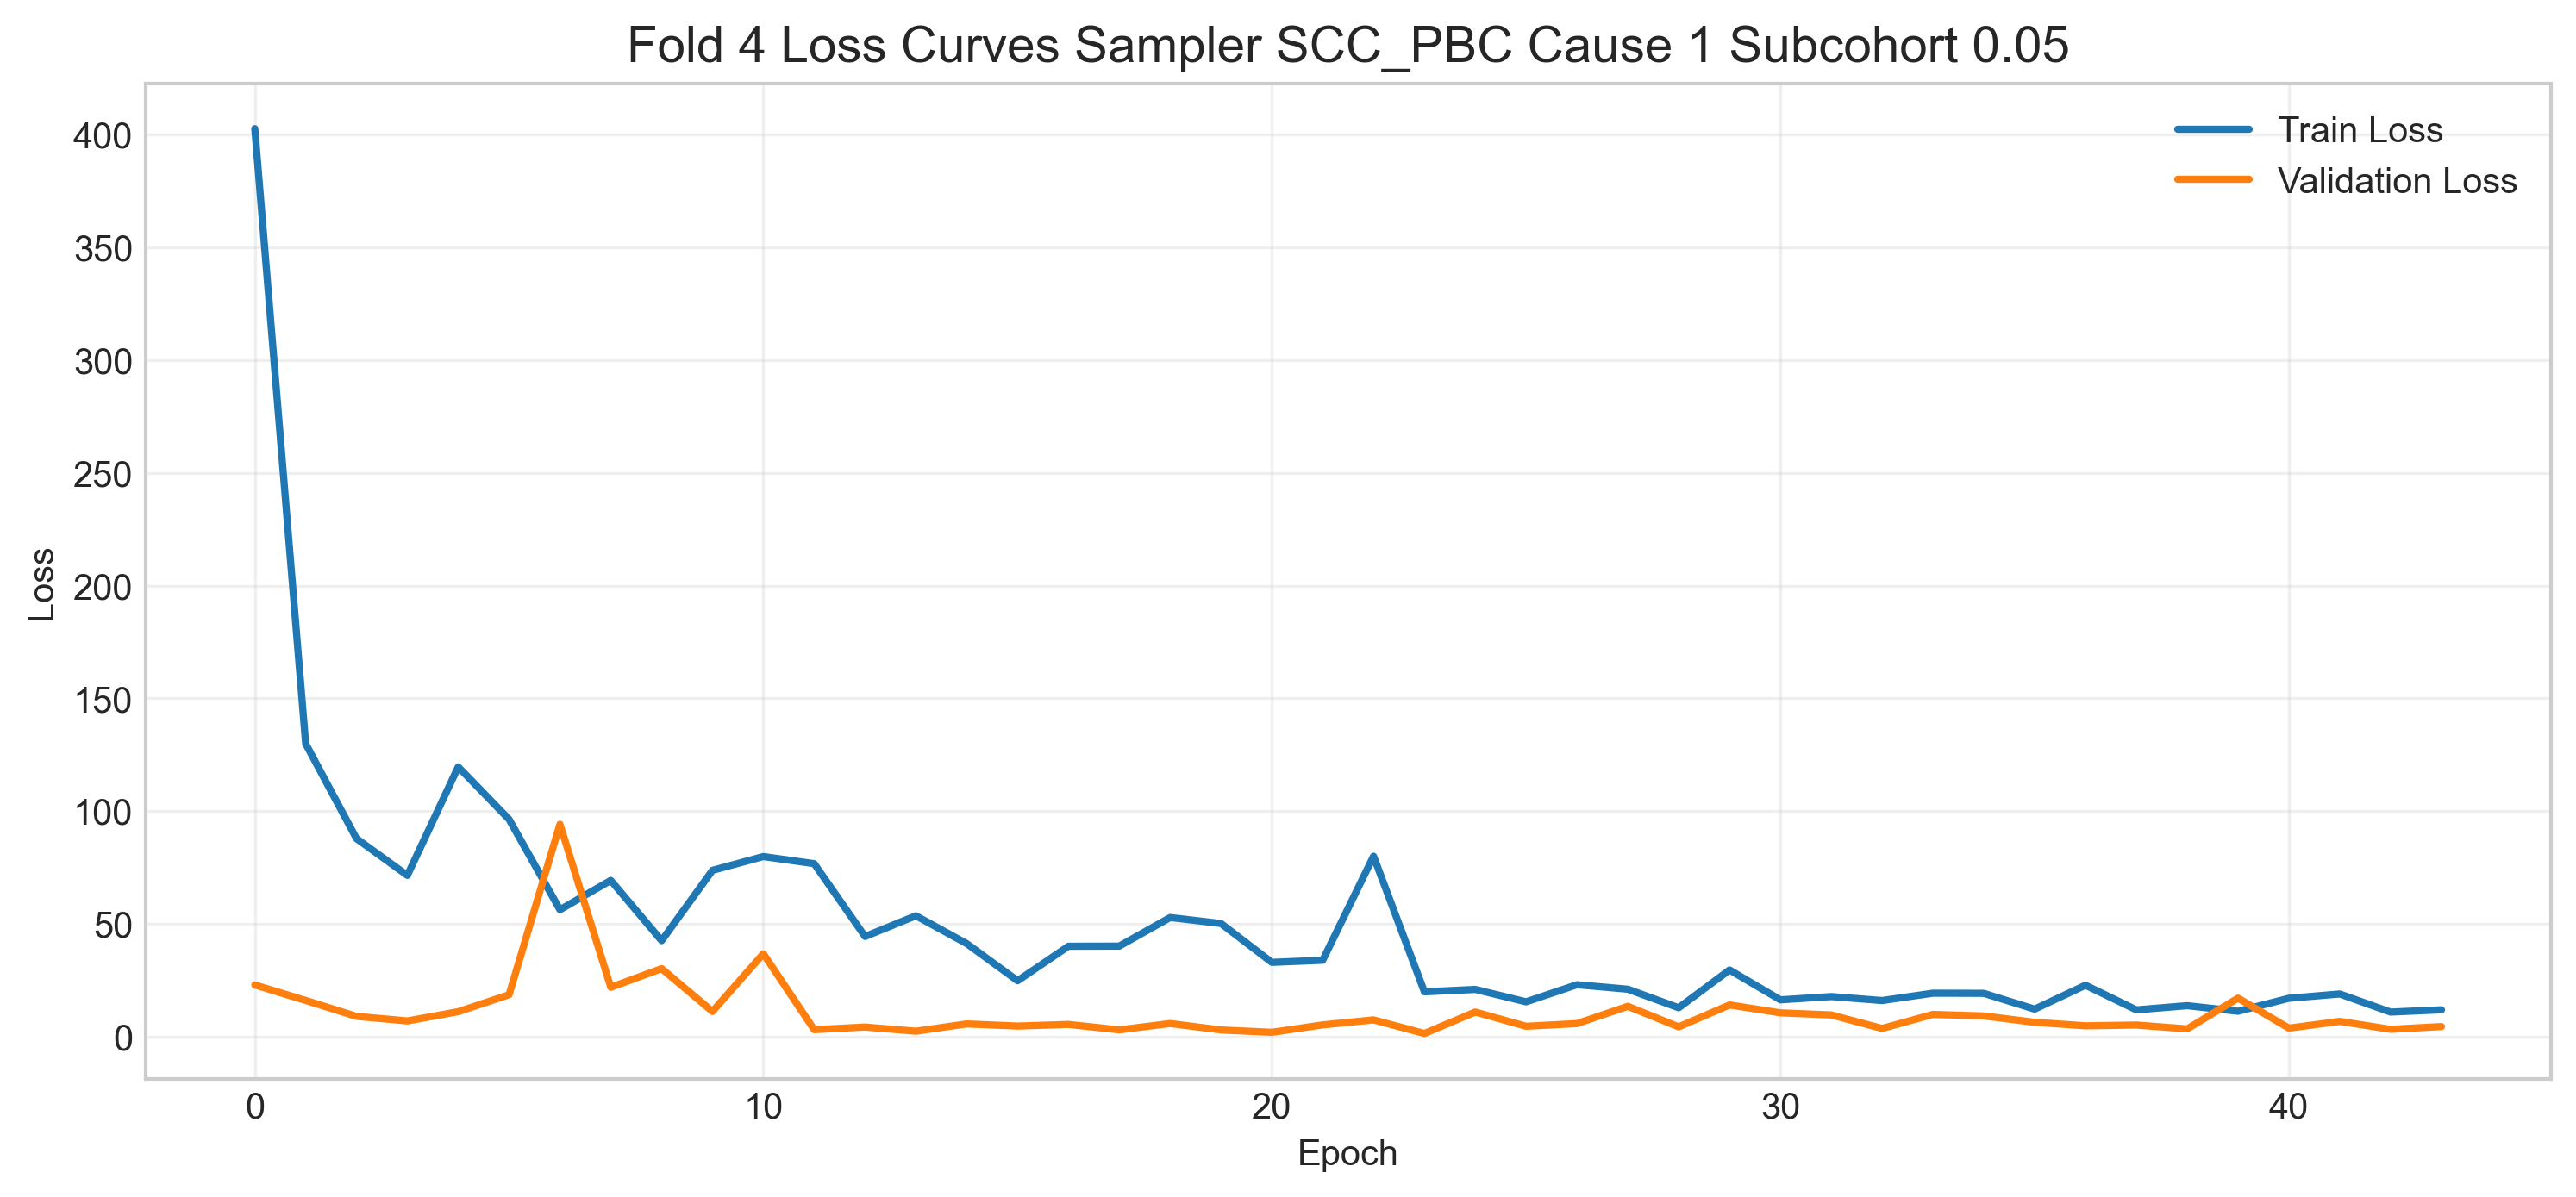 Fold 4 Loss Curves Sampler SCC_PBC Cause 1 Subcohort 0.05
Train Loss
Validation Loss
400
350
300
250
200
150
100
50
0
Loss
0 10 20 30 40
Epoch